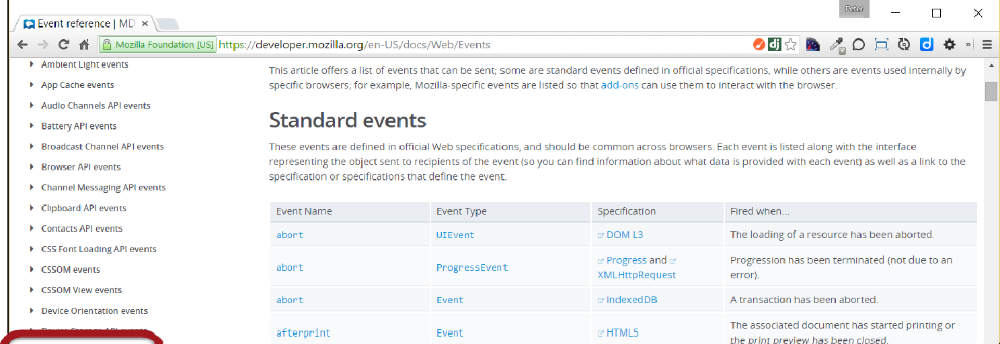 Peter
Event reference | MD
Mozilla Foundation [US] https://developer.mozilla.org/en-US/docs/Web/Events
Ambient Light events
App Cache events
Audio Channels API events
Battery API events
Broadcast Channel API events
Browser API events
Channel Messaging API events
Clipboard API events
Contacts API events
CSS Font Loading API events
CSSOM events
CSSOM View events
Device Orientation events
Device Storage API events
This article offers a list of events that can be sent; some are standard events defined in official specifications, while others are events used internally by
specific browsers; for example, Mozilla-specific events are listed so that add-ons can use them to interact with the browser.
Standard events
These events are defined in official Web specifications, and should be common across browsers. Each event is listed along with the interface
representing the object sent to recipients of the event (so you can find information about what data is provided with each event) as well as a link to the
specification or specifications that define the event.
Event Name Event Type Specification Fired when...
abort UIEvent DOM L3 The loading of a resource has been aborted.
abort ProgressEvent Progress and XMLHttpRequest Progression has been terminated (not due to an error).
abort Event IndexedDB A transaction has been aborted.
afterprint Event HTML5 The associated document has started printing or the print preview has been closed.